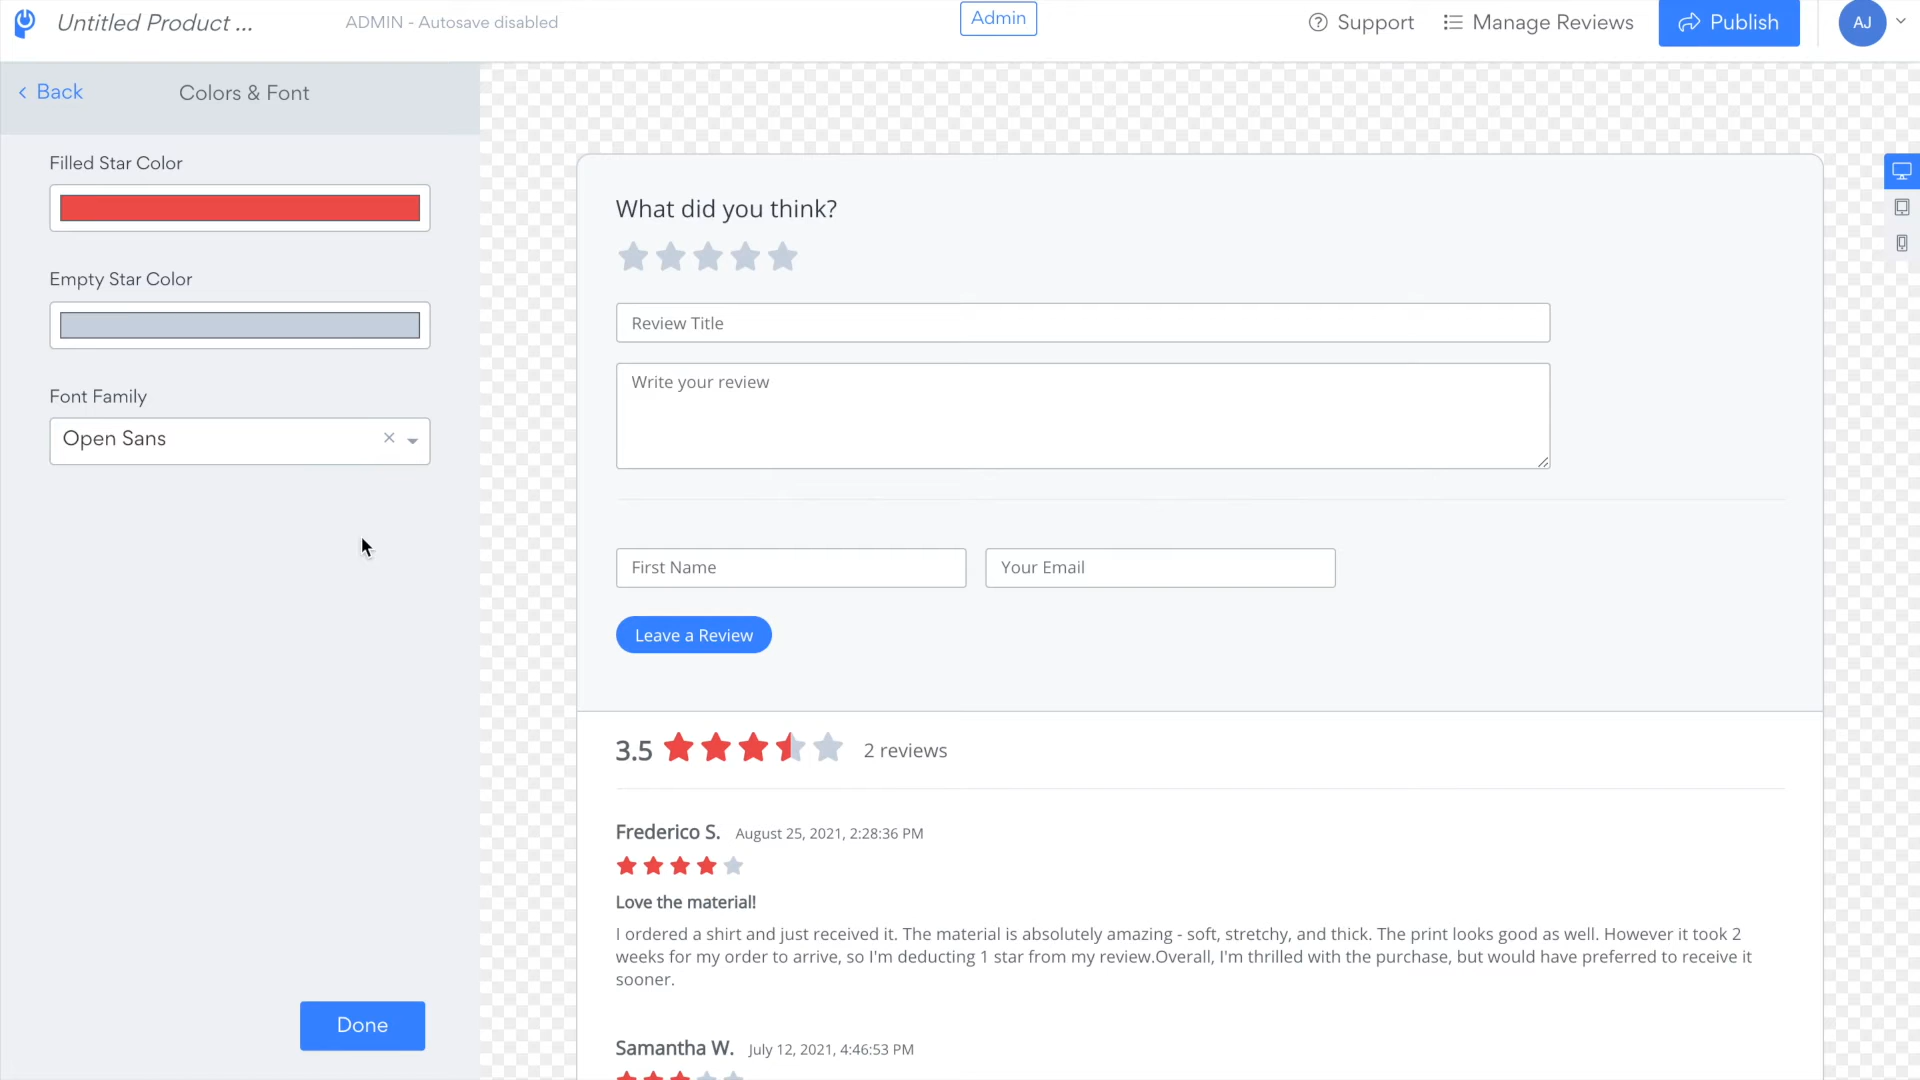 Untitled Product ...
ADMIN - Autosave disabled
Admin
Support
Manage Reviews
Publish
AJ
Back
Colors & Font
Filled Star Color
Empty Star Color
Font Family
Open Sans
Done
What did you think?
Review Title
Write your review
First Name
Your Email
Leave a Review
3.5
2 reviews
Frederico S.
August 25, 2021, 2:28:36 PM
Love the material!
I ordered a shirt and just received it. The material is absolutely amazing - soft, stretchy, and thick. The print looks good as well. However it took 2
weeks for my order to arrive, so I'm deducting 1 star from my review.Overall, I'm thrilled with the purchase, but would have preferred to receive it
sooner.
Samantha W.
July 12, 2021, 4:46:53 PM